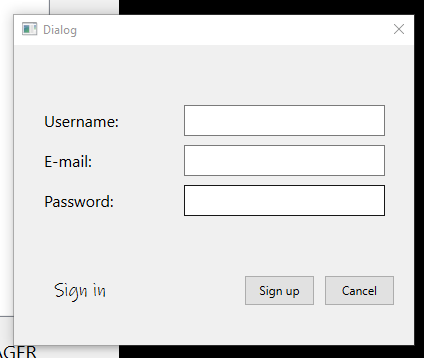 Dialog
Username:
E-mail:
Password:
Sign in
Sign up
Cancel